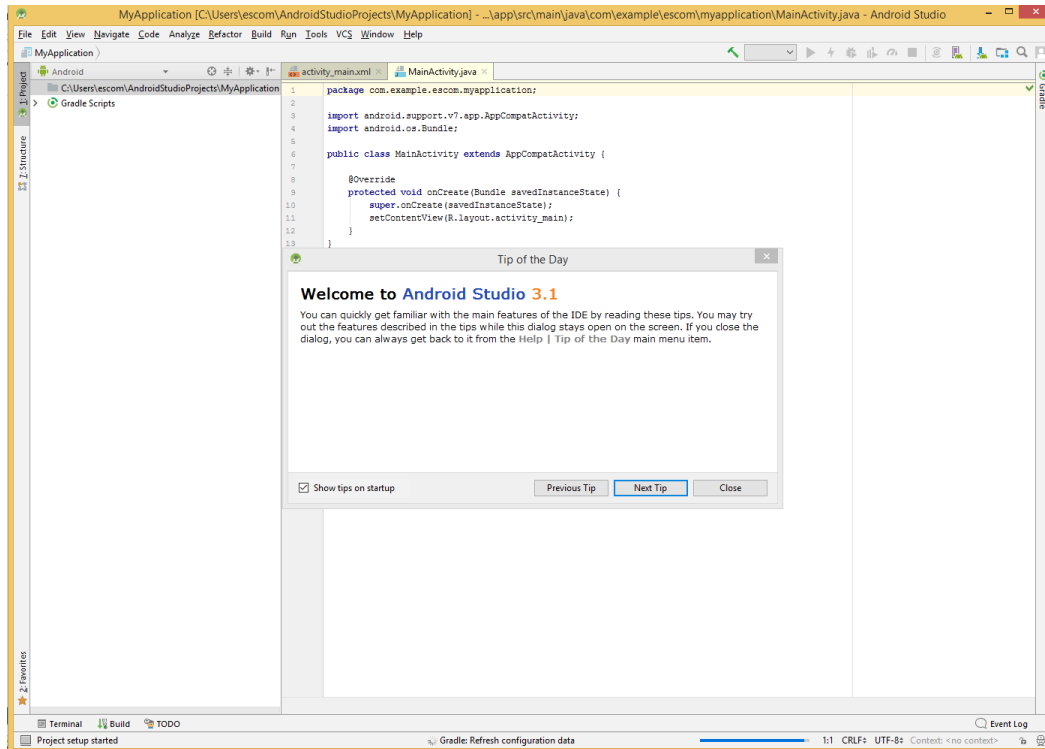 MyApplication [C:\Users\escom\AndroidStudioProjects\MyApplication] - ...\app\src\main\java\com\example\escom\myapplication\MainActivity.java - Android Studio
File Edit View Navigate Code Analyze Refactor Build Run Tools VCS Window Help
MyApplication
1: Project
Android
activity_main.xml
MainActivity.java
C:\Users\escom\AndroidStudioProjects\MyApplication
Gradle Scripts
Z: Structure
Gradle
1 package com.example.escom.myapplication;
2
3 import android.support.v7.app.AppCompatActivity;
4 import android.os.Bundle;
5
6 public class MainActivity extends AppCompatActivity {
7
8 @Override
9 protected void onCreate(Bundle savedInstanceState) {
10 super.onCreate(savedInstanceState);
11 setContentView(R.layout.activity_main);
12 }
13 }
Tip of the Day
Welcome to Android Studio 3.1
You can quickly get familiar with the main features of the IDE by reading these tips. You may try
out the features described in the tips while this dialog stays open on the screen. If you close the
dialog, you can always get back to it from the Help | Tip of the Day main menu item.
Show tips on startup
Previous Tip
Next Tip
Close
2: Favorites
Terminal Build TODO Event Log
Project setup started Gradle: Refresh configuration data 1:1 CRLF UTF-8 Context: <no context>